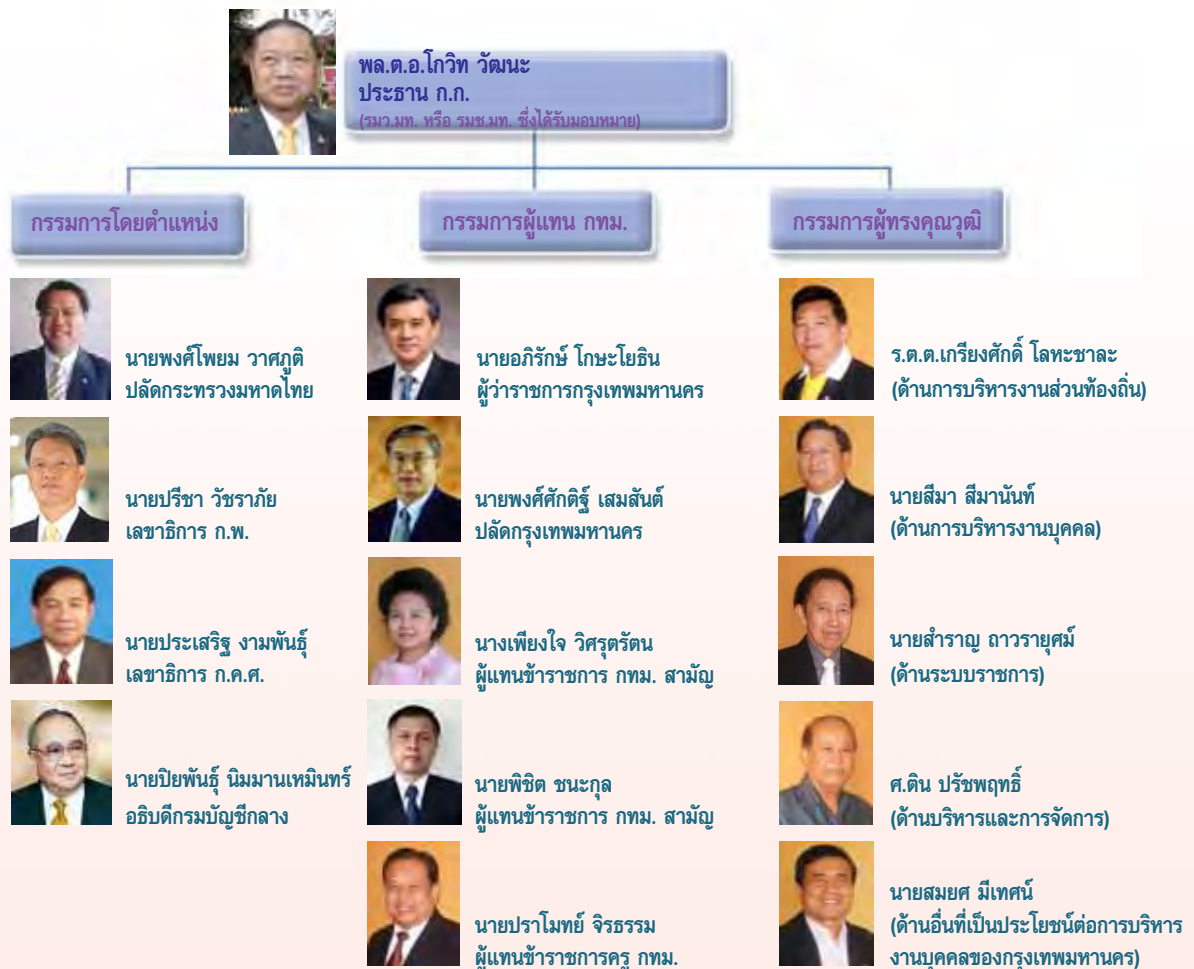 พล.ต.อ.โกวิท วัฒนะ
ประธาน ก.ก.
(รมว.มท. หรือ รมช.มท. ซึ่งได้รับมอบหมาย)
กรรมการโดยตำแหน่ง
นายพงศ์โพยม วาศภูติ
ปลัดกระทรวงมหาดไทย
นายปรีชา วัชราภัย
เลขาธิการ ก.พ.
นายประเสริฐ งามพันธุ์
เลขาธิการ ก.ค.ศ.
นายปิยพันธุ์ นิมมานเหมินทร์
อธิบดีกรมบัญชีกลาง
กรรมการผู้แทน กทม.
นายอภิรักษ์ โกษะโยธิน
ผู้ว่าราชการกรุงเทพมหานคร
นายพงศ์ศักติฐ์ เสมสันต์
ปลัดกรุงเทพมหานคร
นางเพียงใจ วิศรุตรัตน
ผู้แทนข้าราชการ กทม. สามัญ
นายพิชิต ชนะกุล
ผู้แทนข้าราชการ กทม. สามัญ
นายปราโมทย์ จิรธรรม
ผู้แทนข้าราชการครู กทม.
กรรมการผู้ทรงคุณวุฒิ
ร.ต.ต.เกรียงศักดิ์ โลหะชาละ
(ด้านการบริหารงานส่วนท้องถิ่น)
นายสีมา สีมานันท์
(ด้านการบริหารงานบุคคล)
นายสำราญ ถาวรายุศม์
(ด้านระบบราชการ)
ศ.ติน ปรัชพฤทธิ์
(ด้านบริหารและการจัดการ)
นายสมยศ มีเทศน์
(ด้านอื่นที่เป็นประโยชน์ต่อการบริหาร
งานบุคคลของกรุงเทพมหานคร)